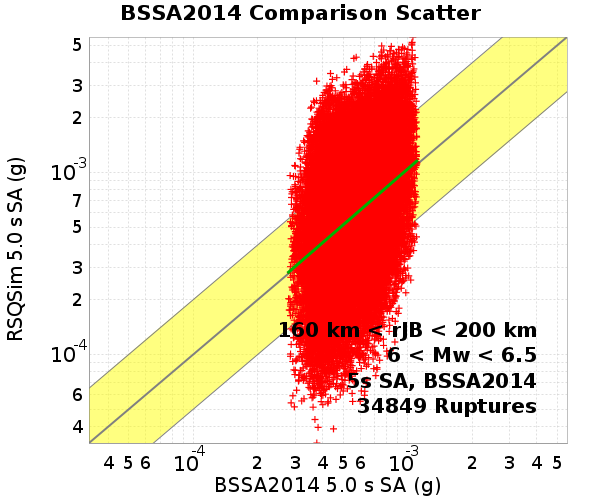 BSSA2014 Comparison Scatter
RSQSim 5.0 s SA (g)
5
3
2
10-3
7
5
3
2
10-4
6
4
160 km < rJB < 200 km
6 < Mw < 6.5
5s SA, BSSA2014
34849 Ruptures
4 5 6 10-4 2 3 4 5 6 10-3 2 3 4 5
BSSA2014 5.0 s SA (g)